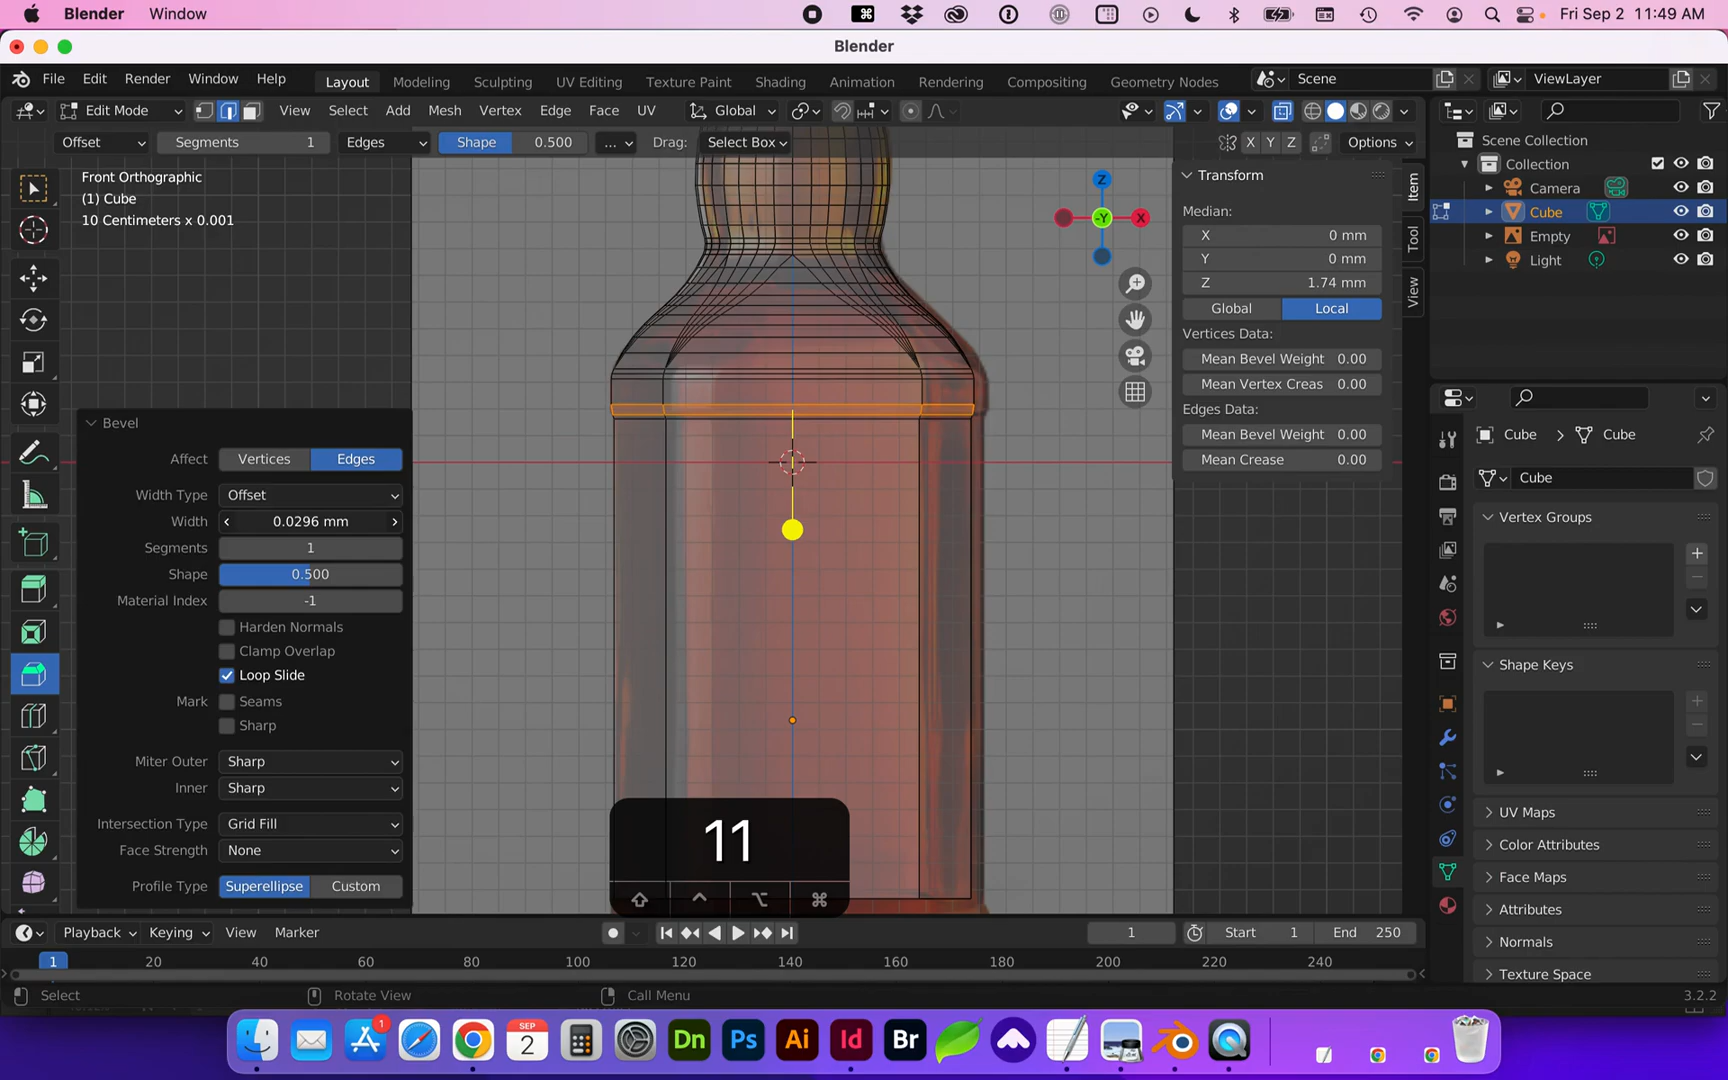 Blender Window Fri Sep 2 11:49 AM
Blender
File Edit Render Window Help Layout Modeling Sculpting UV Editing Texture Paint Shading Animation Rendering Compositing Geometry Nodes Scene ViewLayer
Edit Mode View Select Add Mesh Vertex Edge Face UV Global
Offset Segments 1 Edges Shape 0.500 ... Drag: Select Box X Y Z Options
Front Orthographic
(1) Cube
10 Centimeters x 0.001
Z
-Y X
Transform
Median:
X 0 mm
Y 0 mm
Z 1.74 mm
Global Local
Vertices Data:
Mean Bevel Weight 0.00
Mean Vertex Creas 0.00
Edges Data:
Mean Bevel Weight 0.00
Mean Crease 0.00
Item
Tool
View
Scene Collection
Collection
Camera
Cube
Empty
Light
Cube Cube
Cube
Vertex Groups
Shape Keys
UV Maps
Color Attributes
Face Maps
Attributes
Normals
Texture Space
Bevel
Affect Vertices Edges
Width Type Offset
Width 0.0296 mm
Segments 1
Shape 0.500
Material Index -1
Harden Normals
Clamp Overlap
Loop Slide
Mark Seams
Sharp
Miter Outer Sharp
Inner Sharp
Intersection Type Grid Fill
Face Strength None
Profile Type Superellipse Custom
11
Playback Keying View Marker 1 Start 1 End 250
1 20 40 60 80 100 120 140 160 180 200 220 240
Select Rotate View Call Menu 3.2.2
1
SEP
2
Dn Ps Ai Id Br